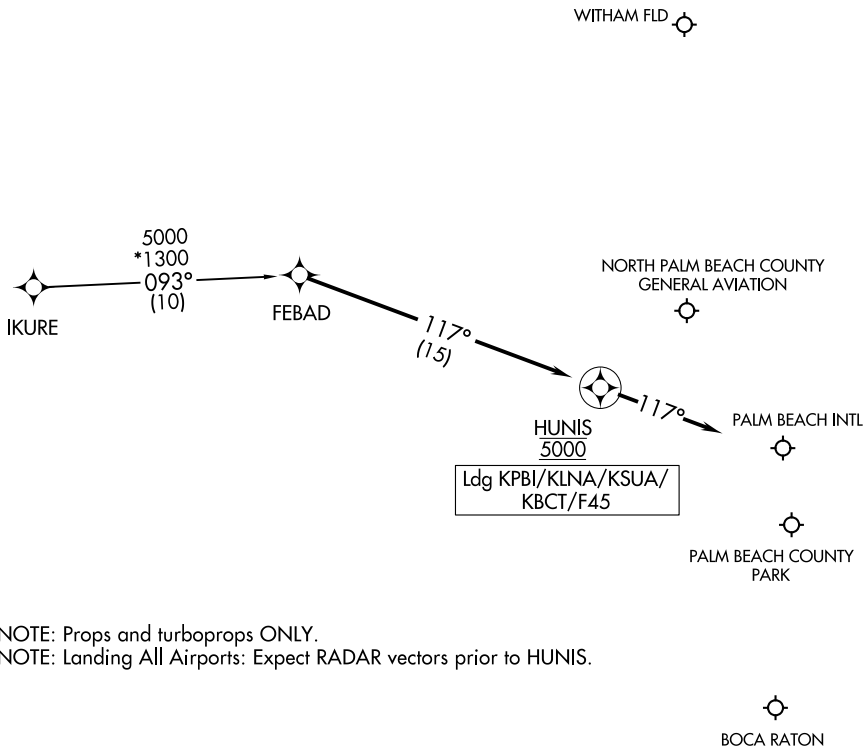 WITHAM FLD
5000
*1300
093°
(10)
IKURE
FEBAD
NORTH PALM BEACH COUNTY
GENERAL AVIATION
117°
(15)
117°
HUNIS
5000
Ldg KPBI/KLNA/KSUA/
KBCT/F45
PALM BEACH INTL
PALM BEACH COUNTY
PARK
NOTE: Props and turboprops ONLY.
NOTE: Landing All Airports: Expect RADAR vectors prior to HUNIS.
BOCA RATON